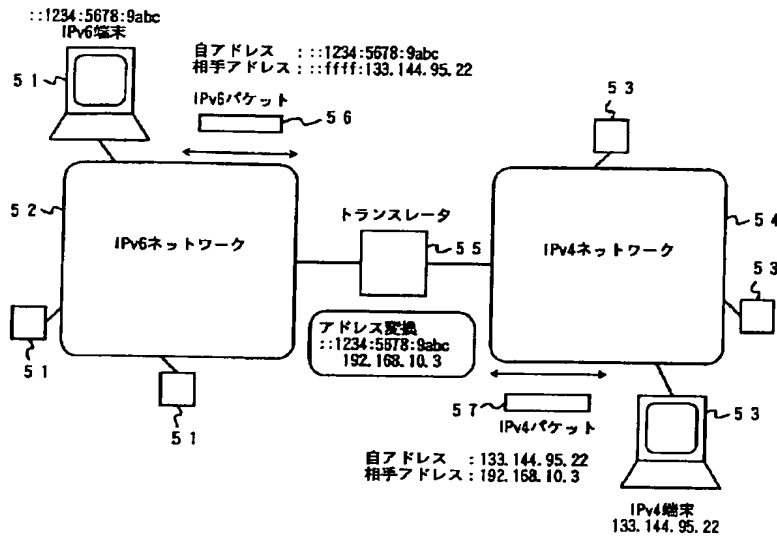 ::1234:5678:9abc
IPv6端末
51
自アドレス :::1234:5678:9abc
相手アドレス:::ffff:133.144.95.22
IPv6パケット
56
53
52
IPv6ネットワーク
トランスレータ
55
IPv4ネットワーク
54
53
51
51
アドレス変換
::1234:5678:9abc
192.168.10.3
57
IPv4パケット
53
自アドレス :133.144.95.22
相手アドレス:192.168.10.3
IPv4端末
133.144.95.22